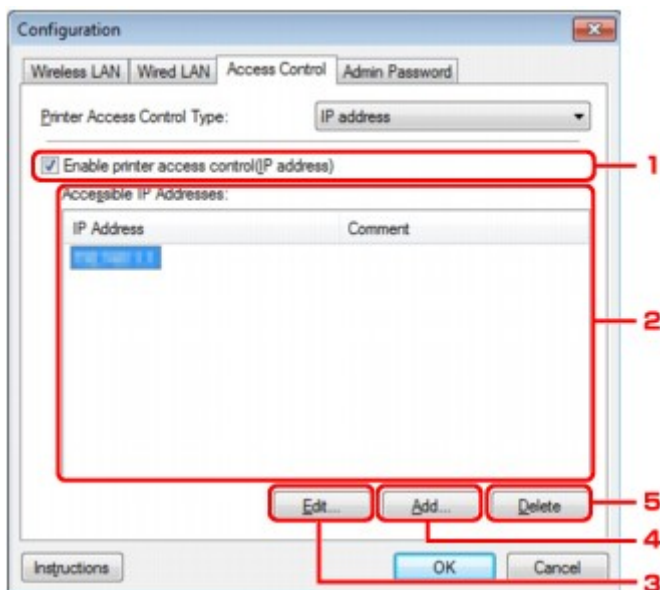 Configuration
Wireless LAN Wired LAN Access Control Admin Password
Printer Access Control Type: IP address
Enable printer access control(IP address) 1
Accessible IP Addresses:
IP Address Comment
2
Edit... Add... Delete 5
4
Instructions OK Cancel
3